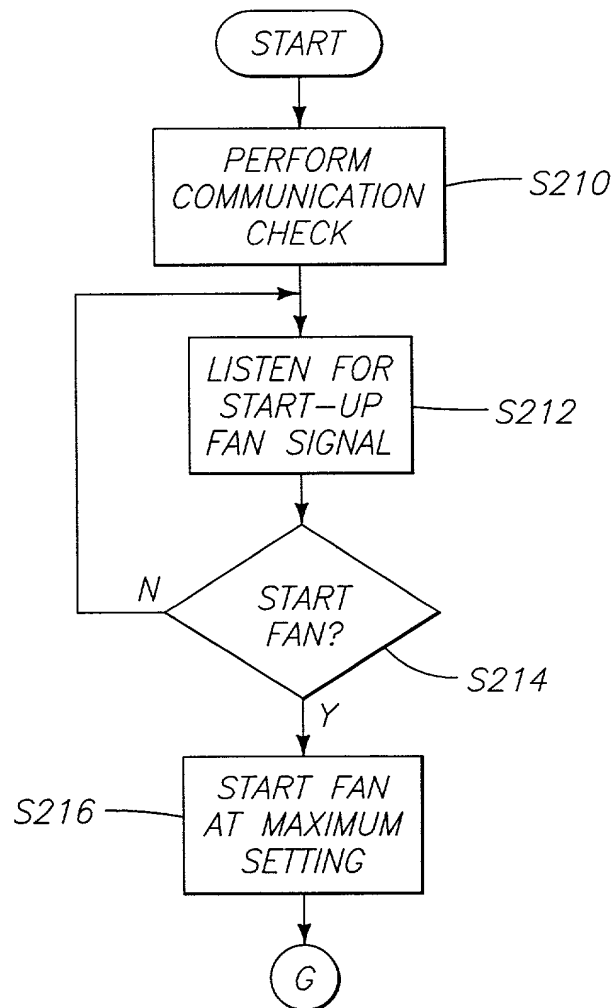 START
PERFORM
COMMUNICATION
CHECK
S210
LISTEN FOR
START-UP
FAN SIGNAL
S212
N
START
FAN?
S214
Y
START FAN
AT MAXIMUM
SETTING
S216
G